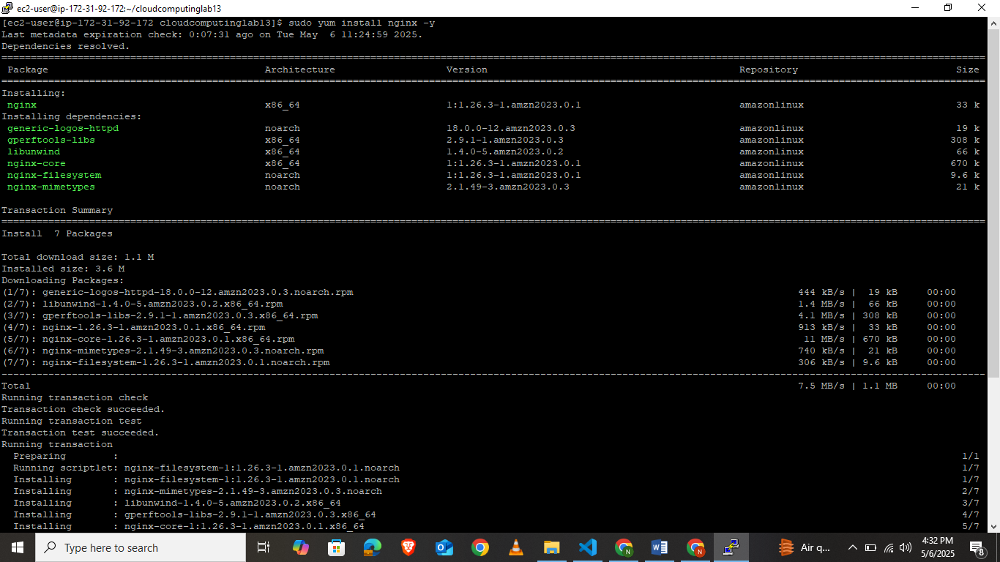 ec2-user@ip-172-31-92-172:~/cloudcomputinglab13
[ec2-user@ip-172-31-92-172 cloudcomputinglab13]$ sudo yum install nginx -y
Last metadata expiration check: 0:07:31 ago on Tue May  6 11:24:59 2025.
Dependencies resolved.
Package Architecture Version Repository Size
Installing:
nginx x86_64 1:1.26.3-1.amzn2023.0.1 amazonlinux 33 k
Installing dependencies:
generic-logos-httpd noarch 18.0.0-12.amzn2023.0.3 amazonlinux 19 k
gperftools-libs x86_64 2.9.1-1.amzn2023.0.3 amazonlinux 308 k
libunwind x86_64 1.4.0-5.amzn2023.0.2 amazonlinux 66 k
nginx-core x86_64 1:1.26.3-1.amzn2023.0.1 amazonlinux 670 k
nginx-filesystem noarch 1:1.26.3-1.amzn2023.0.1 amazonlinux 9.6 k
nginx-mimetypes noarch 2.1.49-3.amzn2023.0.3 amazonlinux 21 k
Transaction Summary
Install  7 Packages
Total download size: 1.1 M
Installed size: 3.6 M
Downloading Packages:
(1/7): generic-logos-httpd-18.0.0-12.amzn2023.0.3.noarch.rpm 444 kB/s |  19 kB 00:00
(2/7): libunwind-1.4.0-5.amzn2023.0.2.x86_64.rpm 1.4 MB/s |  66 kB 00:00
(3/7): gperftools-libs-2.9.1-1.amzn2023.0.3.x86_64.rpm 4.1 MB/s | 308 kB 00:00
(4/7): nginx-1.26.3-1.amzn2023.0.1.x86_64.rpm 913 kB/s |  33 kB 00:00
(5/7): nginx-core-1.26.3-1.amzn2023.0.1.x86_64.rpm 11 MB/s | 670 kB 00:00
(6/7): nginx-mimetypes-2.1.49-3.amzn2023.0.3.noarch.rpm 740 kB/s |  21 kB 00:00
(7/7): nginx-filesystem-1.26.3-1.amzn2023.0.1.noarch.rpm 306 kB/s | 9.6 kB 00:00
Total 7.5 MB/s | 1.1 MB 00:00
Running transaction check
Transaction check succeeded.
Running transaction test
Transaction test succeeded.
Running transaction
Preparing : 1/1
Running scriptlet: nginx-filesystem-1:1.26.3-1.amzn2023.0.1.noarch 1/7
Installing : nginx-filesystem-1:1.26.3-1.amzn2023.0.1.noarch 1/7
Installing : nginx-mimetypes-2.1.49-3.amzn2023.0.3.noarch 2/7
Installing : libunwind-1.4.0-5.amzn2023.0.2.x86_64 3/7
Installing : gperftools-libs-2.9.1-1.amzn2023.0.3.x86_64 4/7
Installing : nginx-core-1:1.26.3-1.amzn2023.0.1.x86_64 5/7
Type here to search
Air q...
4:32 PM
5/6/2025
8